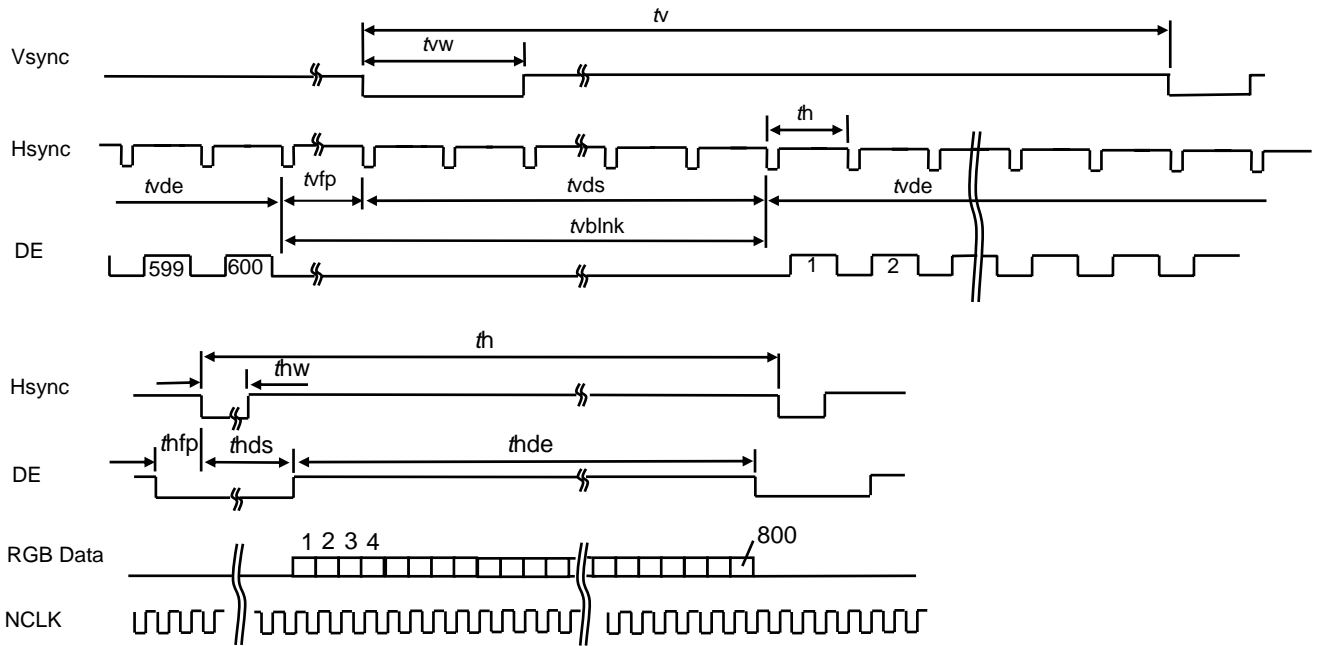 tv
tvw
Vsync
th
Hsync
tvde tvfp tvds tvde
tvblnk
DE
599 600 1 2
th
thw
Hsync
thfp thds thde
DE
1 2 3 4 800
RGB Data
NCLK